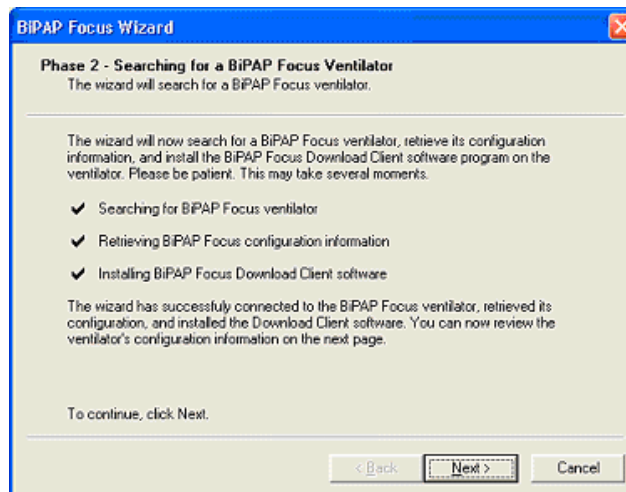 BiPAP Focus Wizard
Phase 2 - Searching for a BiPAP Focus Ventilator
The wizard will search for a BiPAP Focus ventilator.
The wizard will now search for a BiPAP Focus ventilator, retrieve its configuration
information, and install the BiPAP Focus Download Client software program on the
ventilator. Please be patient. This may take several moments.
✔ Searching for BiPAP Focus ventilator
✔ Retrieving BiPAP Focus configuration information
✔ Installing BiPAP Focus Download Client software
The wizard has successfuly connected to the BiPAP Focus ventilator, retrieved its
configuration, and installed the Download Client software. You can now review the
ventilator's configuration information on the next page.
To continue, click Next.
< Back Next > Cancel